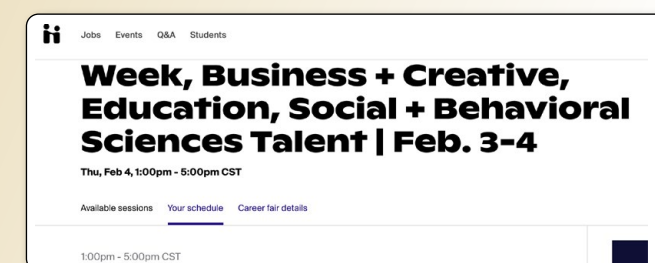 Jobs Events Q&A Students
Week, Business + Creative,
Education, Social + Behavioral
Sciences Talent | Feb. 3-4
Thu, Feb 4, 1:00pm - 5:00pm CST
Available sessions Your schedule Career fair details
1:00pm - 5:00pm CST